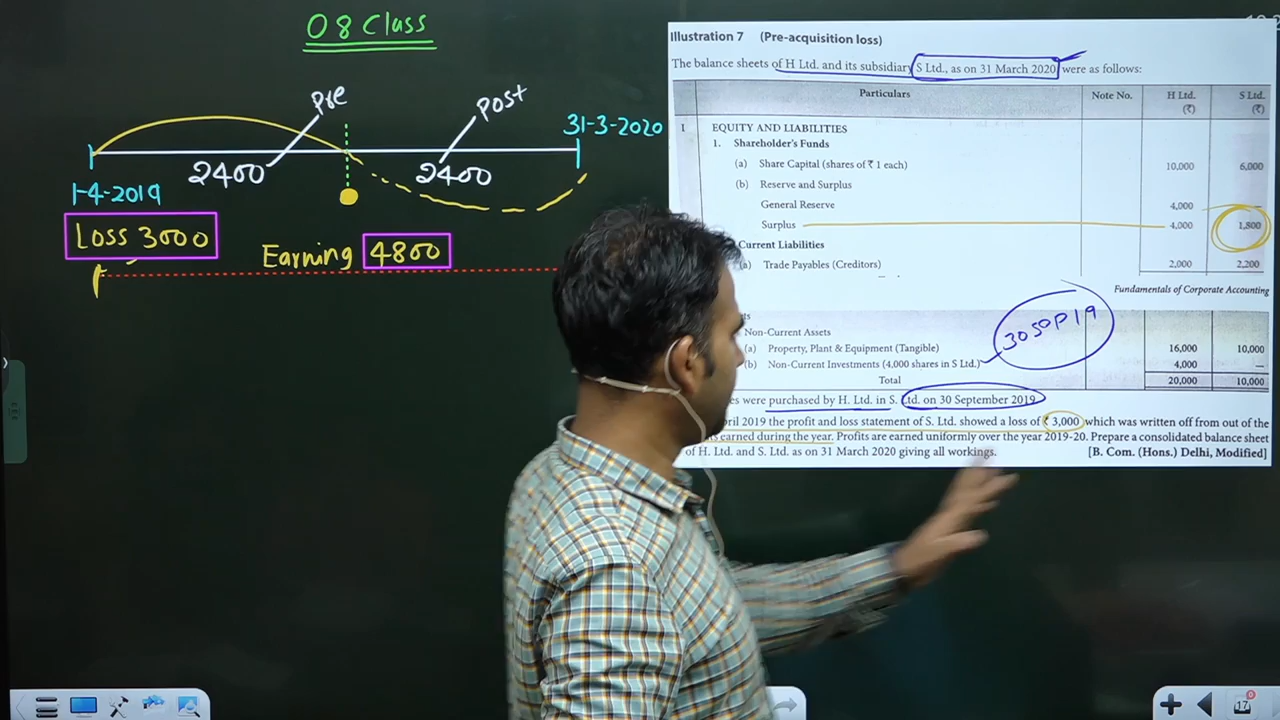 08 Class
Pre
Post
31-3-2020
2400
2400
1-4-2019
Loss 3000
Earning 4800
Illustration 7 (Pre-acquisition loss)
The balance sheets of H Ltd. and its subsidiary S Ltd., as on 31 March 2020 were as follows:
Particulars Note No. H Ltd. S Ltd.
(₹) (₹)
1 EQUITY AND LIABILITIES
1. Shareholder's Funds
(a) Share Capital (shares of ₹ 1 each) 10,000 6,000
(b) Reserve and Surplus
General Reserve 4,000
Surplus 4,000 1,800
Current Liabilities
(a) Trade Payables (Creditors) 2,000 2,200
Fundamentals of Corporate Accounting
30 Sep 19
Non-Current Assets
(a) Property, Plant & Equipment (Tangible) 16,000 10,000
(b) Non-Current Investments (4,000 shares in S Ltd.) 4,000 —
Total 20,000 10,000
were purchased by H. Ltd. in S. Ltd. on 30 September 2019
2019 the profit and loss statement of S. Ltd. showed a loss of ₹ 3,000 which was written off from out of the
earned during the year. Profits are earned uniformly over the year 2019-20. Prepare a consolidated balance sheet
of H. Ltd. and S. Ltd. as on 31 March 2020 giving all workings. [B. Com. (Hons.) Delhi, Modified]
17